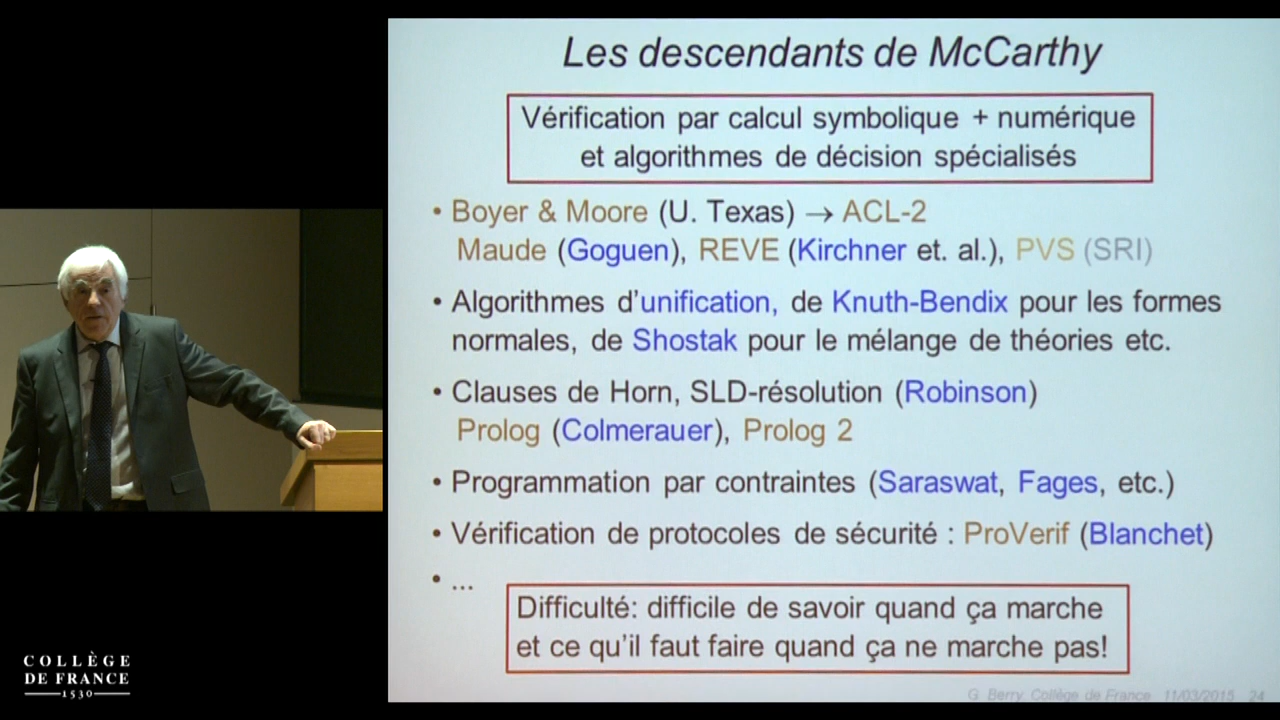 Les descendants de McCarthy
Vérification par calcul symbolique + numérique
et algorithmes de décision spécialisés
• Boyer & Moore (U. Texas) → ACL-2
Maude (Goguen), REVE (Kirchner et. al.), PVS (SRI)
• Algorithmes d'unification, de Knuth-Bendix pour les formes
normales, de Shostak pour le mélange de théories etc.
• Clauses de Horn, SLD-résolution (Robinson)
Prolog (Colmerauer), Prolog 2
• Programmation par contraintes (Saraswat, Fages, etc.)
• Vérification de protocoles de sécurité : ProVerif (Blanchet)
• ...
Difficulté: difficile de savoir quand ça marche
et ce qu'il faut faire quand ça ne marche pas!
G. Berry, Collège de France 11/03/2015 24
COLLÈGE
DE FRANCE
1530